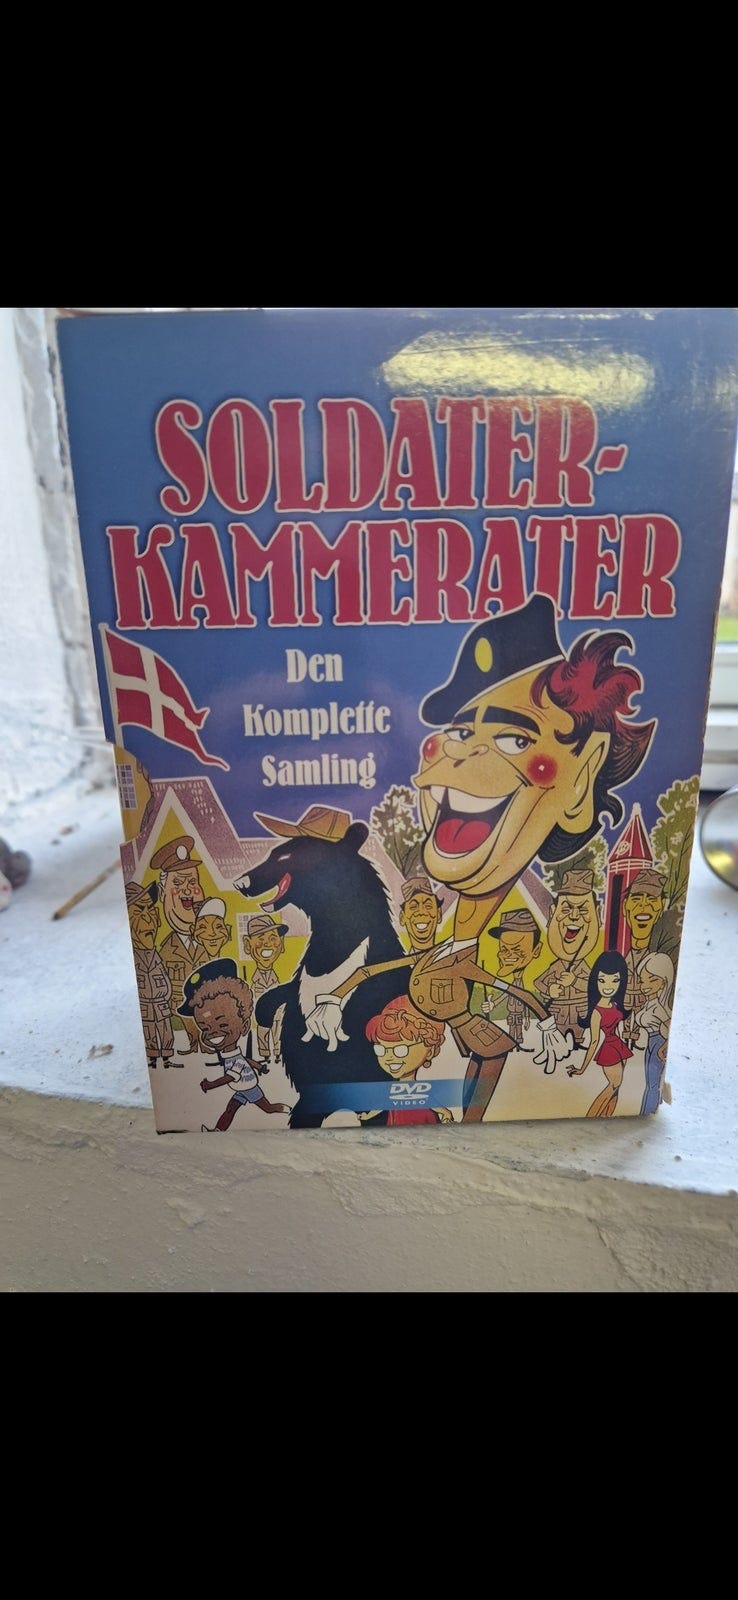 SOLDATER-
KAMMERATER
Den
Komplette
Samling
DVD
VIDEO